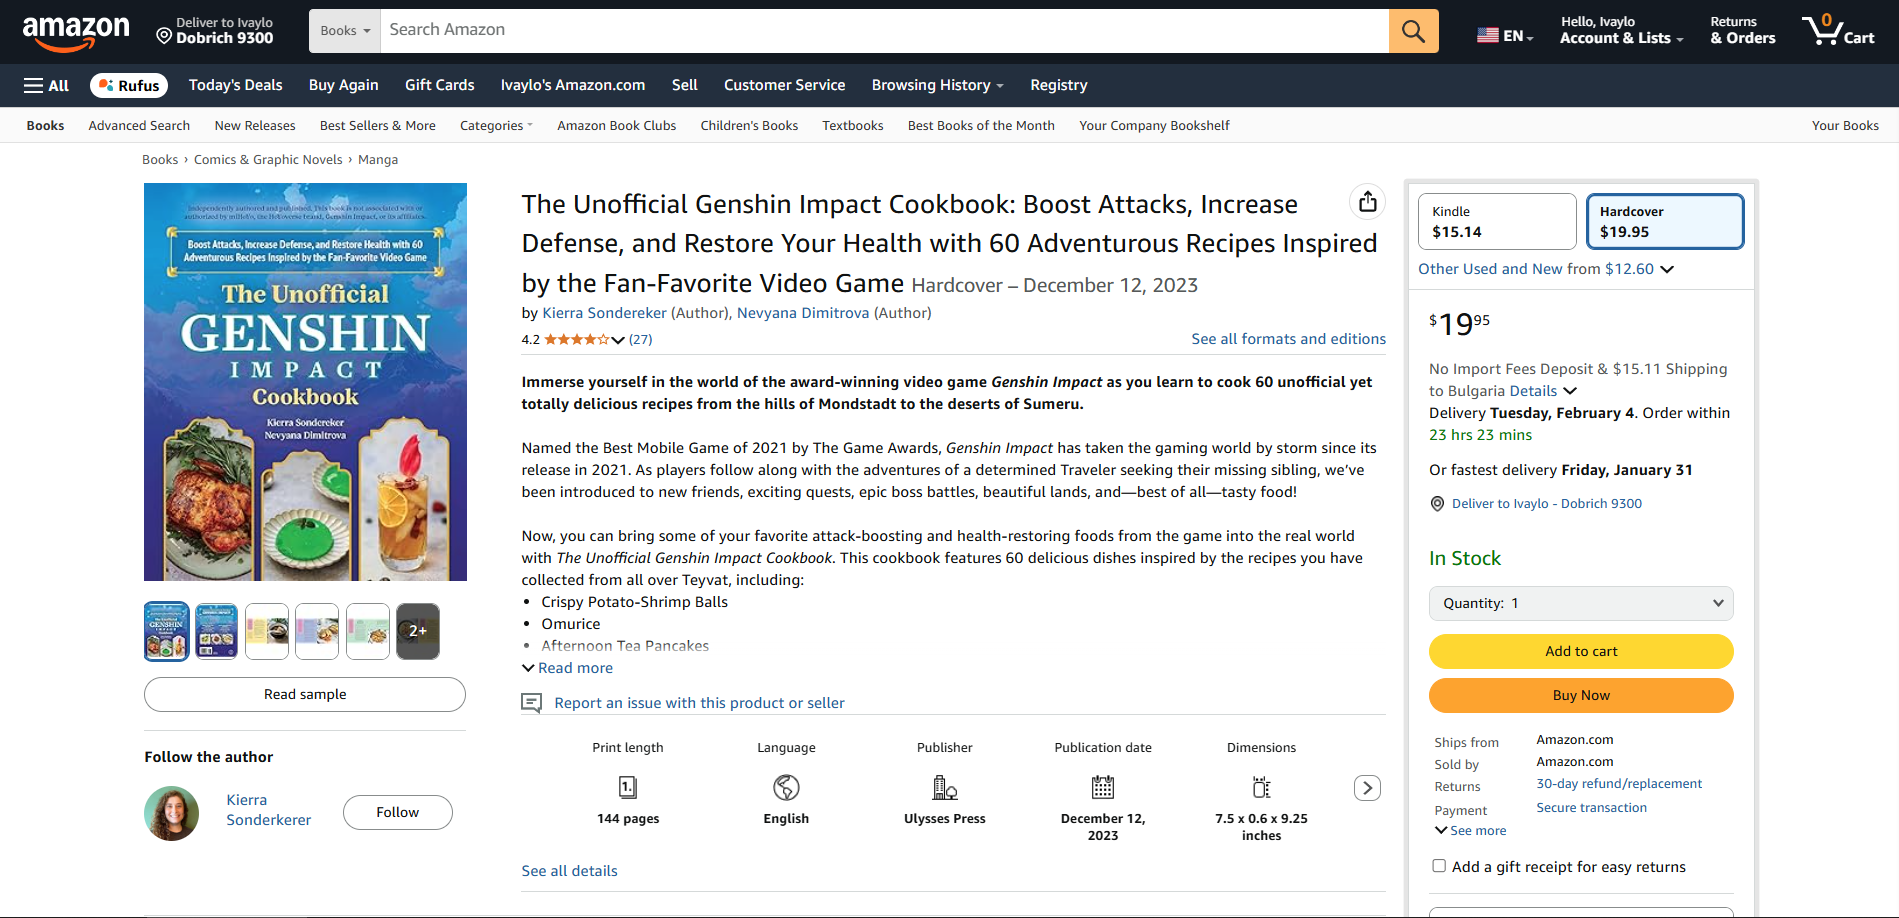 amazon
Deliver to Ivaylo
Dobrich 9300
Books
Search Amazon
EN
Hello, Ivaylo
Account & Lists
Returns
& Orders
0
Cart
All
Rufus
Today's Deals
Buy Again
Gift Cards
Ivaylo's Amazon.com
Sell
Customer Service
Browsing History
Registry
Books
Advanced Search
New Releases
Best Sellers & More
Categories
Amazon Book Clubs
Children's Books
Textbooks
Best Books of the Month
Your Company Bookshelf
Your Books
Books › Comics & Graphic Novels › Manga
Independently authored and published. This book is not associated with or
authorized by miHoYo, the HoYoverse brand, Genshin Impact, or its affiliates.
Boost Attacks, Increase Defense, and Restore Health with 60
Adventurous Recipes Inspired by the Fan-Favorite Video Game
The Unofficial
GENSHIN
IMPACT
Cookbook
Kierra Sondereker
Nevyana Dimitrova
2+
Read sample
Follow the author
Kierra
Sonderkerer
Follow
The Unofficial Genshin Impact Cookbook: Boost Attacks, Increase
Defense, and Restore Your Health with 60 Adventurous Recipes Inspired
by the Fan-Favorite Video Game Hardcover – December 12, 2023
by Kierra Sondereker (Author), Nevyana Dimitrova (Author)
4.2 (27)
See all formats and editions
Immerse yourself in the world of the award-winning video game Genshin Impact as you learn to cook 60 unofficial yet
totally delicious recipes from the hills of Mondstadt to the deserts of Sumeru.
Named the Best Mobile Game of 2021 by The Game Awards, Genshin Impact has taken the gaming world by storm since its
release in 2021. As players follow along with the adventures of a determined Traveler seeking their missing sibling, we've
been introduced to new friends, exciting quests, epic boss battles, beautiful lands, and—best of all—tasty food!
Now, you can bring some of your favorite attack-boosting and health-restoring foods from the game into the real world
with The Unofficial Genshin Impact Cookbook. This cookbook features 60 delicious dishes inspired by the recipes you have
collected from all over Teyvat, including:
• Crispy Potato-Shrimp Balls
• Omurice
• Afternoon Tea Pancakes
Read more
Report an issue with this product or seller
Print length
144 pages
Language
English
Publisher
Ulysses Press
Publication date
December 12,
2023
Dimensions
7.5 x 0.6 x 9.25
inches
See all details
Kindle
$15.14
Hardcover
$19.95
Other Used and New from $12.60
$19 95
No Import Fees Deposit & $15.11 Shipping
to Bulgaria Details
Delivery Tuesday, February 4. Order within
23 hrs 23 mins
Or fastest delivery Friday, January 31
Deliver to Ivaylo - Dobrich 9300
In Stock
Quantity: 1
Add to cart
Buy Now
Ships from Amazon.com
Sold by Amazon.com
Returns 30-day refund/replacement
Payment Secure transaction
See more
Add a gift receipt for easy returns